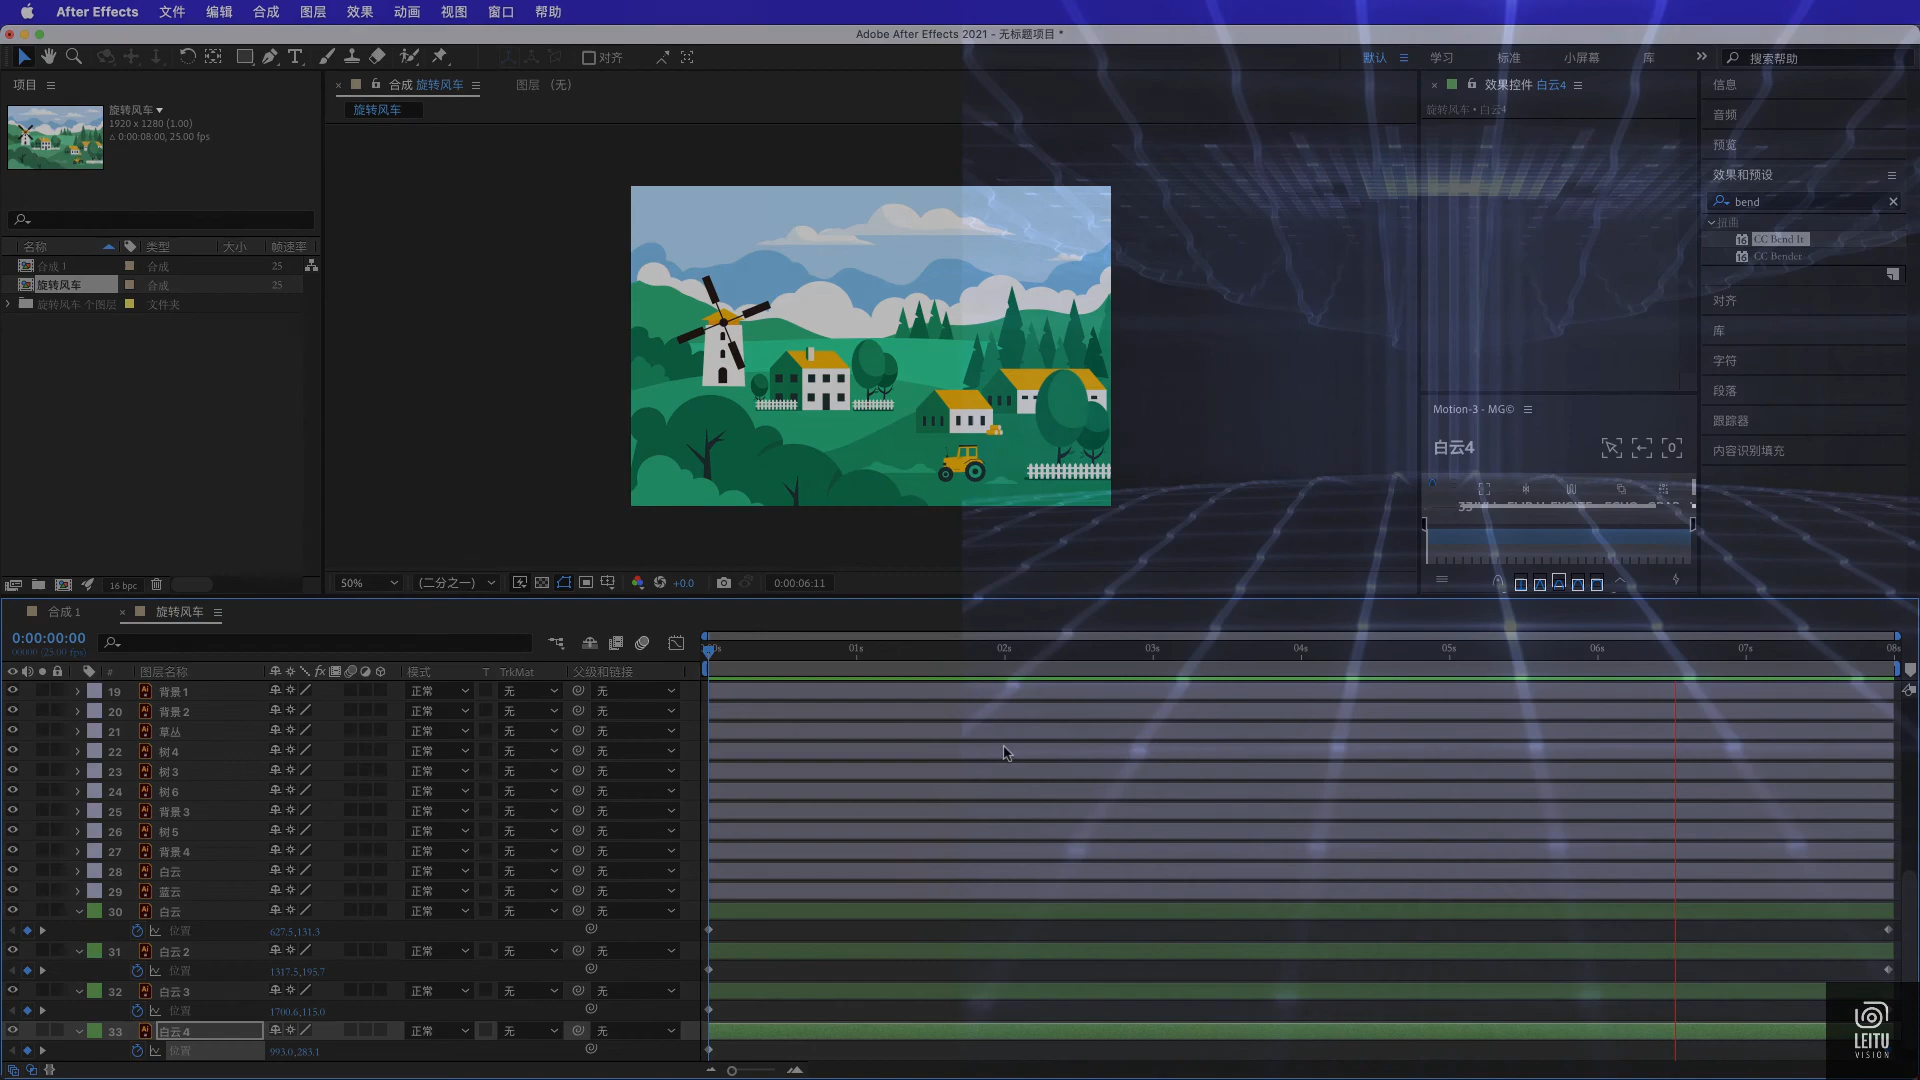 After Effects 文件 编辑 合成 图层 效果 动画 视图 窗口 帮助
Adobe After Effects 2021 - 无标题项目 *
对齐 默认 学习 标准 小屏幕 库 搜索帮助
项目
旋转风车
1920 x 1280 (1.00)
△ 0:00:08:00, 25.00 fps
名称 类型 大小 帧速率
合成 1 合成 25
旋转风车 合成 25
旋转风车 个图层 文件夹
16 bpc
合成 旋转风车 图层 (无)
旋转风车
50% (二分之一) +0.0 0:00:06:11
效果控件 白云4
旋转风车 • 白云4
Motion-3 - MG©
白云4
信息
音频
预览
效果和预设
bend
扭曲
CC Bend It
CC Bender
对齐
库
字符
段落
跟踪器
内容识别填充
合成 1 旋转风车
0:00:00:00
00000 (25.00 fps)
# 图层名称 模式 T TrkMat 父级和链接
01s 02s 03s 04s 05s 06s 07s 08s
19 背景 1 正常 无 无
20 背景 2 正常 无 无
21 草丛 正常 无 无
22 树 4 正常 无 无
23 树 3 正常 无 无
24 树 6 正常 无 无
25 背景 3 正常 无 无
26 树 5 正常 无 无
27 背景 4 正常 无 无
28 白云 正常 无 无
29 蓝云 正常 无 无
30 白云 正常 无 无
位置 627.5,131.3
31 白云 2 正常 无 无
位置 1317.5,195.7
32 白云 3 正常 无 无
位置 1700.6,115.0
33 白云 4 正常 无 无
位置 993.0,283.1
LEITU
VISION